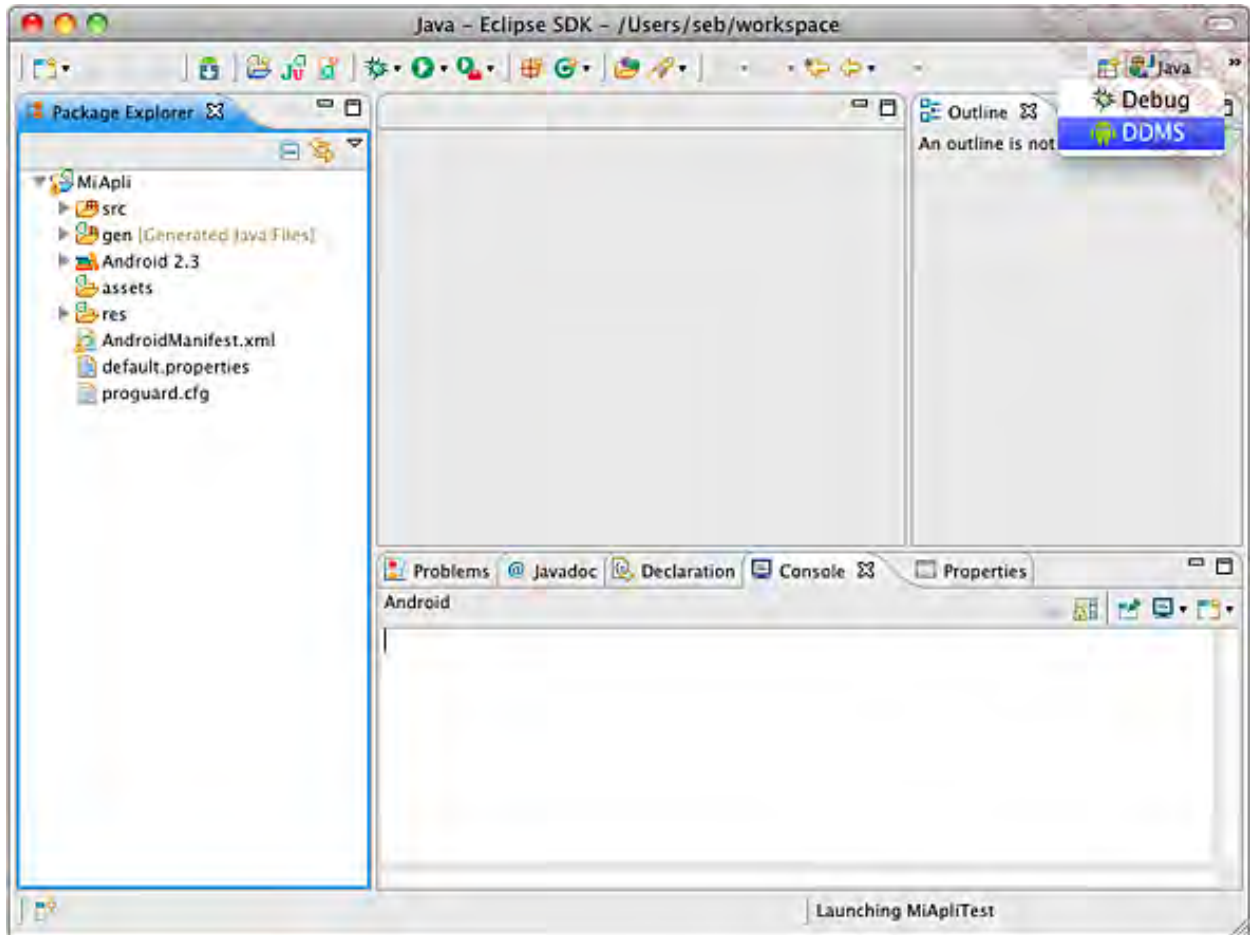 Java – Eclipse SDK – /Users/seb/workspace
Java
Debug
DDMS
Package Explorer
Outline
An outline is not
MiApli
src
gen [Generated Java Files]
Android 2.3
assets
res
AndroidManifest.xml
default.properties
proguard.cfg
Problems @ Javadoc Declaration Console Properties
Android
Launching MiApliTest